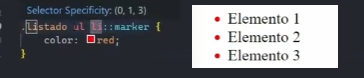 Selector Specificity: (0, 1, 3)
.listado ul li::marker {
color: red;
}
Elemento 1
Elemento 2
Elemento 3